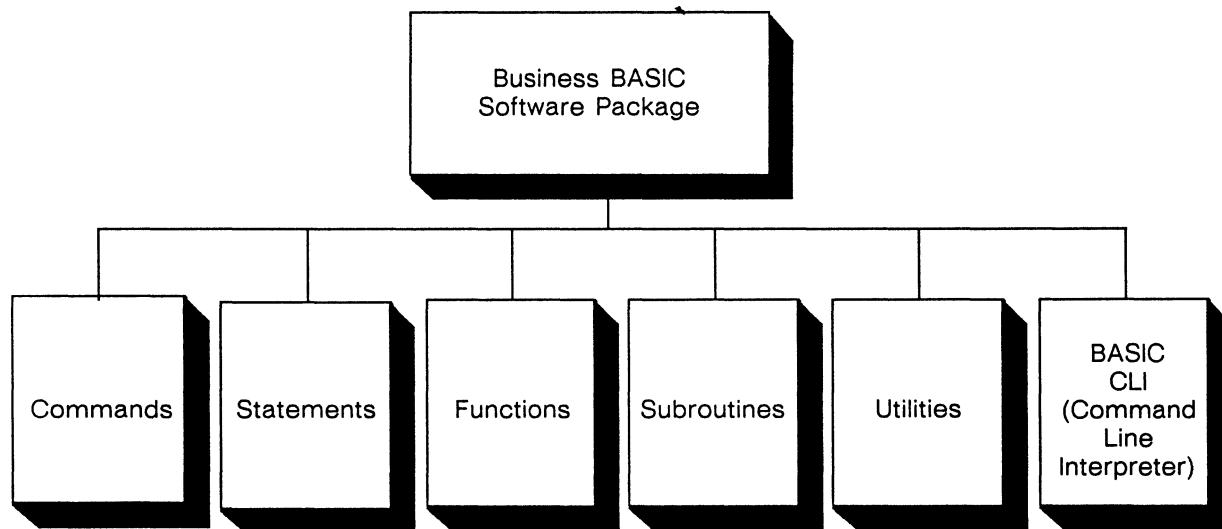 Business BASIC
Software Package
Commands
Statements
Functions
Subroutines
Utilities
BASIC
CLI
(Command
Line
Interpreter)